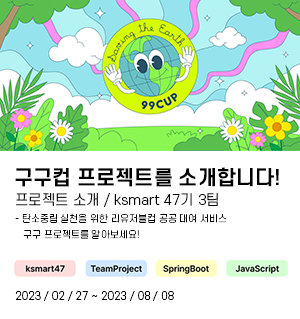 Saving the Earth
99CUP
구구컵 프로젝트를 소개합니다!
프로젝트 소개 / ksmart 47기 3팀
- 탄소중립 실천을 위한 리유저블컵 공공 대여 서비스
구구 프로젝트를 알아보세요!
ksmart47 TeamProject SpringBoot JavaScript
2023 / 02 / 27 ~ 2023 / 08 / 08